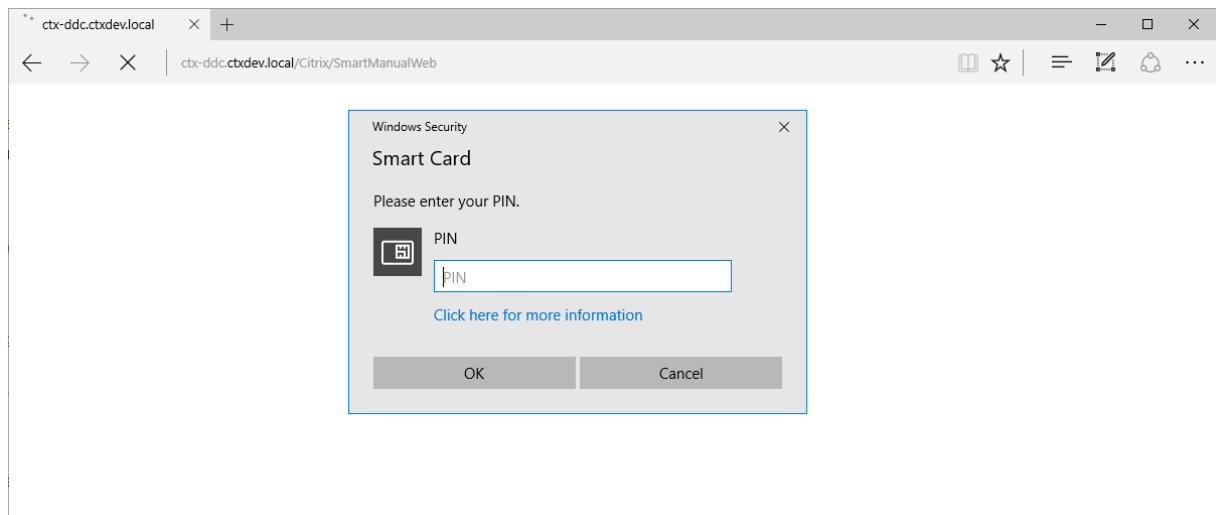 ctx-ddc.ctxdev.local
ctx-ddc.ctxdev.local/Citrix/SmartManualWeb
Windows Security
Smart Card
Please enter your PIN.
PIN
PIN
Click here for more information
OK Cancel